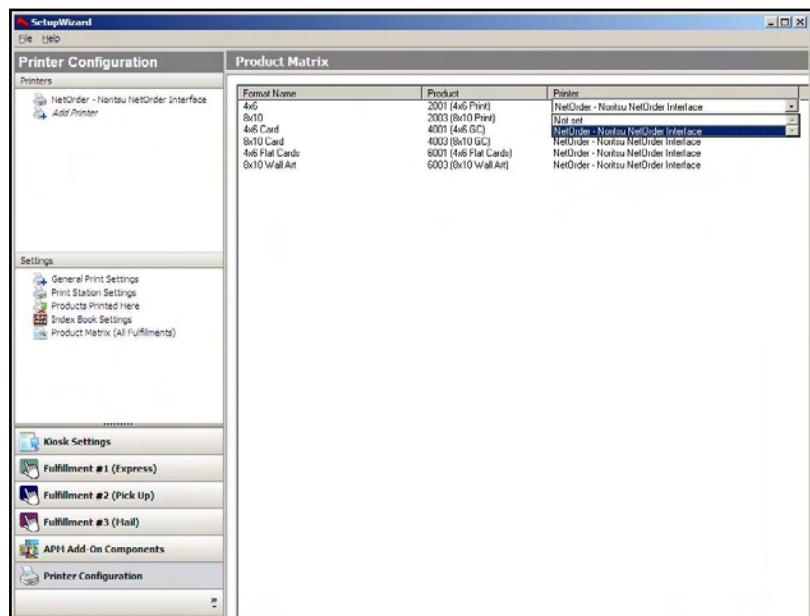 SetupWizard
File Help
Printer Configuration
Product Matrix
Printers
NetOrder - Noritsu NetOrder Interface
Add Printer
Format Name Product Printer
4x6 2001 (4x6 Print) NetOrder - Noritsu NetOrder Interface
8x10 2003 (8x10 Print) Not set
4x6 Card 4001 (4x6 GC) NetOrder - Noritsu NetOrder Interface
8x10 Card 4003 (8x10 GC) NetOrder - Noritsu NetOrder Interface
4x6 Flat Cards 6001 (4x6 Flat Cards) NetOrder - Noritsu NetOrder Interface
8x10 Wall Art 6003 (8x10 Wall Art) NetOrder - Noritsu NetOrder Interface
Settings
General Print Settings
Print Station Settings
Products Printed Here
Index Book Settings
Product Matrix (All Fulfilments)
Kiosk Settings
Fulfillment #1 (Express)
Fulfillment #2 (Pick Up)
Fulfillment #3 (Mail)
APM Add-On Components
Printer Configuration